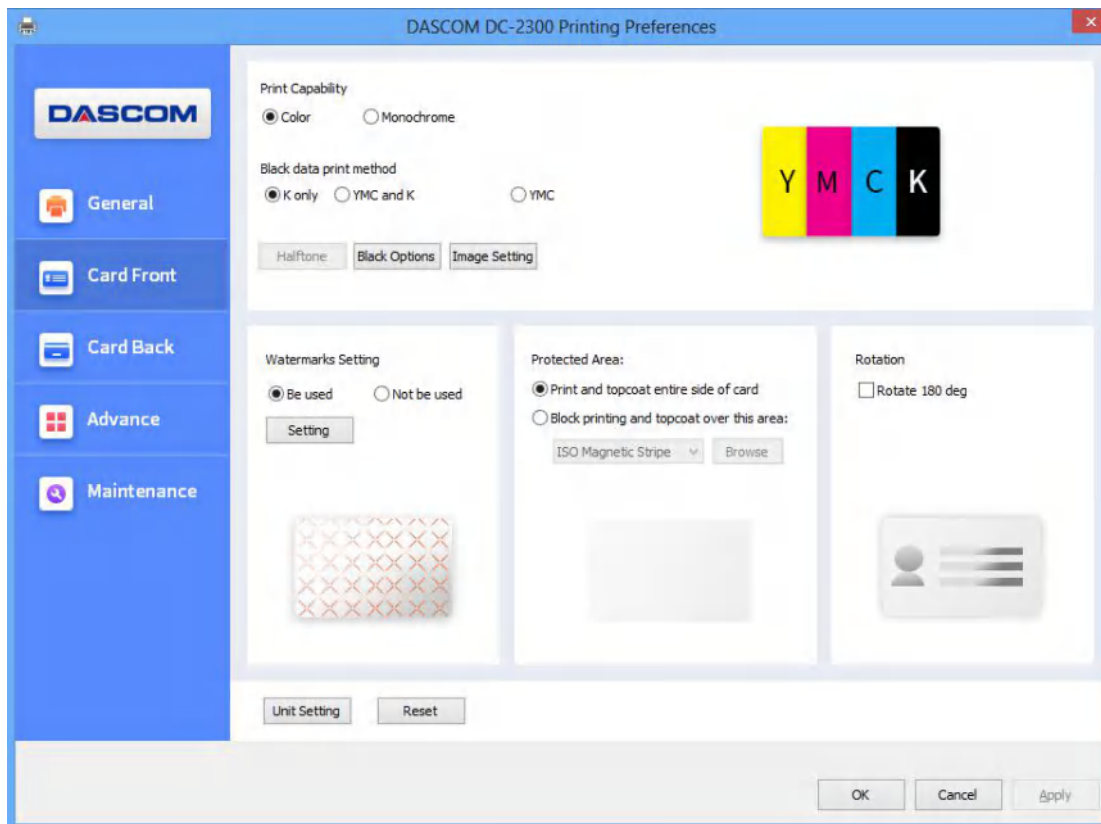 DASCOM DC-2300 Printing Preferences
DASCOM
General
Card Front
Card Back
Advance
Maintenance
Print Capability
Color Monochrome
Black data print method
K only YMC and K YMC
Halftone Black Options Image Setting
Y M C K
Watermarks Setting
Be used Not be used
Setting
Protected Area:
Print and topcoat entire side of card
Block printing and topcoat over this area:
ISO Magnetic Stripe Browse
Rotation
Rotate 180 deg
Unit Setting Reset
OK Cancel Apply